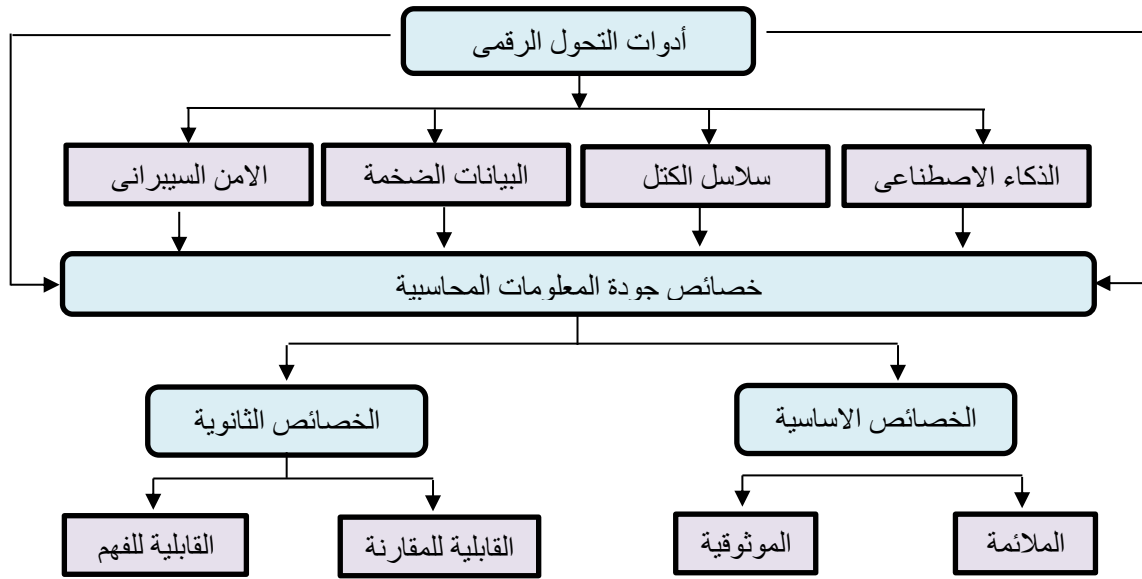 أدوات التحول الرقمى
الذكاء الاصطناعى
سلاسل الكتل
البيانات الضخمة
الامن السيبرانى
خصائص جودة المعلومات المحاسبية
الخصائص الاساسية
الخصائص الثانوية
الملائمة
الموثوقية
القابلية للمقارنة
القابلية للفهم